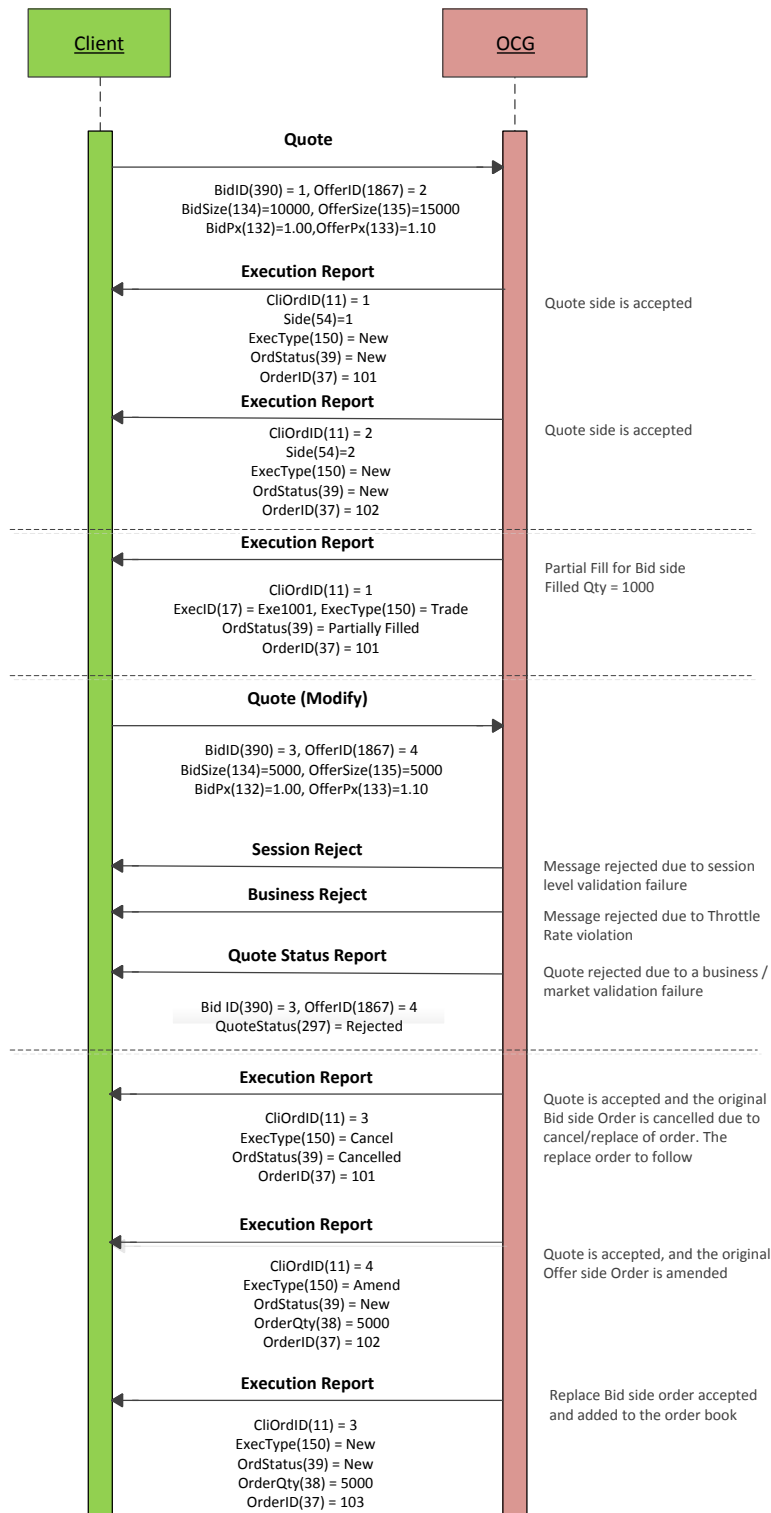 Client
OCG
Quote
BidID(390) = 1, OfferID(1867) = 2
BidSize(134)=10000, OfferSize(135)=15000
BidPx(132)=1.00,OfferPx(133)=1.10
Execution Report
CliOrdID(11) = 1
Side(54)=1
ExecType(150) = New
OrdStatus(39) = New
OrderID(37) = 101
Quote side is accepted
Execution Report
CliOrdID(11) = 2
Side(54)=2
ExecType(150) = New
OrdStatus(39) = New
OrderID(37) = 102
Quote side is accepted
Execution Report
CliOrdID(11) = 1
ExecID(17) = Exe1001, ExecType(150) = Trade
OrdStatus(39) = Partially Filled
OrderID(37) = 101
Partial Fill for Bid side
Filled Qty = 1000
Quote (Modify)
BidID(390) = 3, OfferID(1867) = 4
BidSize(134)=5000, OfferSize(135)=5000
BidPx(132)=1.00, OfferPx(133)=1.10
Session Reject
Message rejected due to session
level validation failure
Business Reject
Message rejected due to Throttle
Rate violation
Quote Status Report
Quote rejected due to a business /
market validation failure
Bid ID(390) = 3, OfferID(1867) = 4
QuoteStatus(297) = Rejected
Execution Report
CliOrdID(11) = 3
ExecType(150) = Cancel
OrdStatus(39) = Cancelled
OrderID(37) = 101
Quote is accepted and the original
Bid side Order is cancelled due to
cancel/replace of order. The
replace order to follow
Execution Report
CliOrdID(11) = 4
ExecType(150) = Amend
OrdStatus(39) = New
OrderQty(38) = 5000
OrderID(37) = 102
Quote is accepted, and the original
Offer side Order is amended
Execution Report
CliOrdID(11) = 3
ExecType(150) = New
OrdStatus(39) = New
OrderQty(38) = 5000
OrderID(37) = 103
Replace Bid side order accepted
and added to the order book